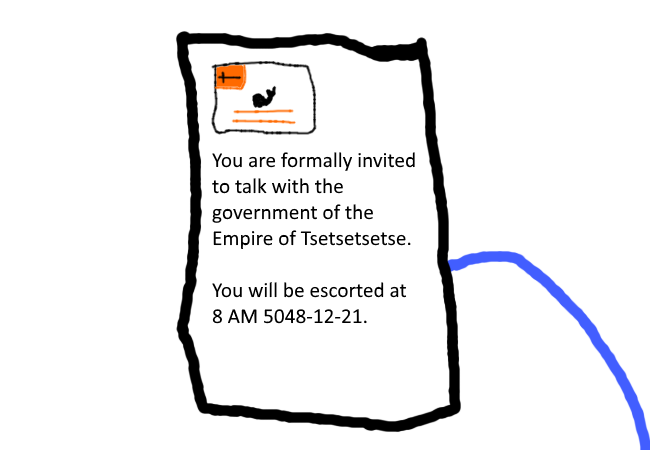 You are formally invited
to talk with the
government of the
Empire of Tsetsetsetse.
You will be escorted at
8 AM 5048-12-21.